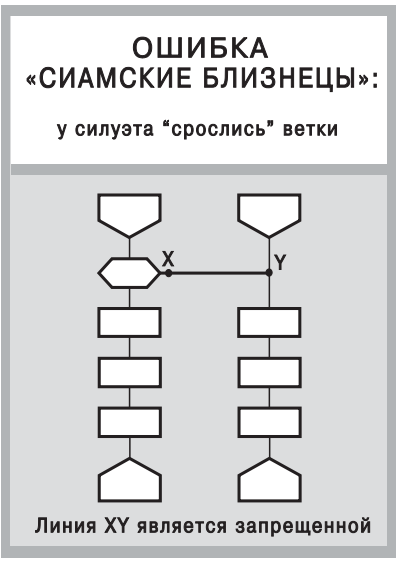 ОШИБКА
«СИАМСКИЕ БЛИЗНЕЦЫ»:
у силуэта “срослись” ветки
X
Y
Линия XY является запрещенной